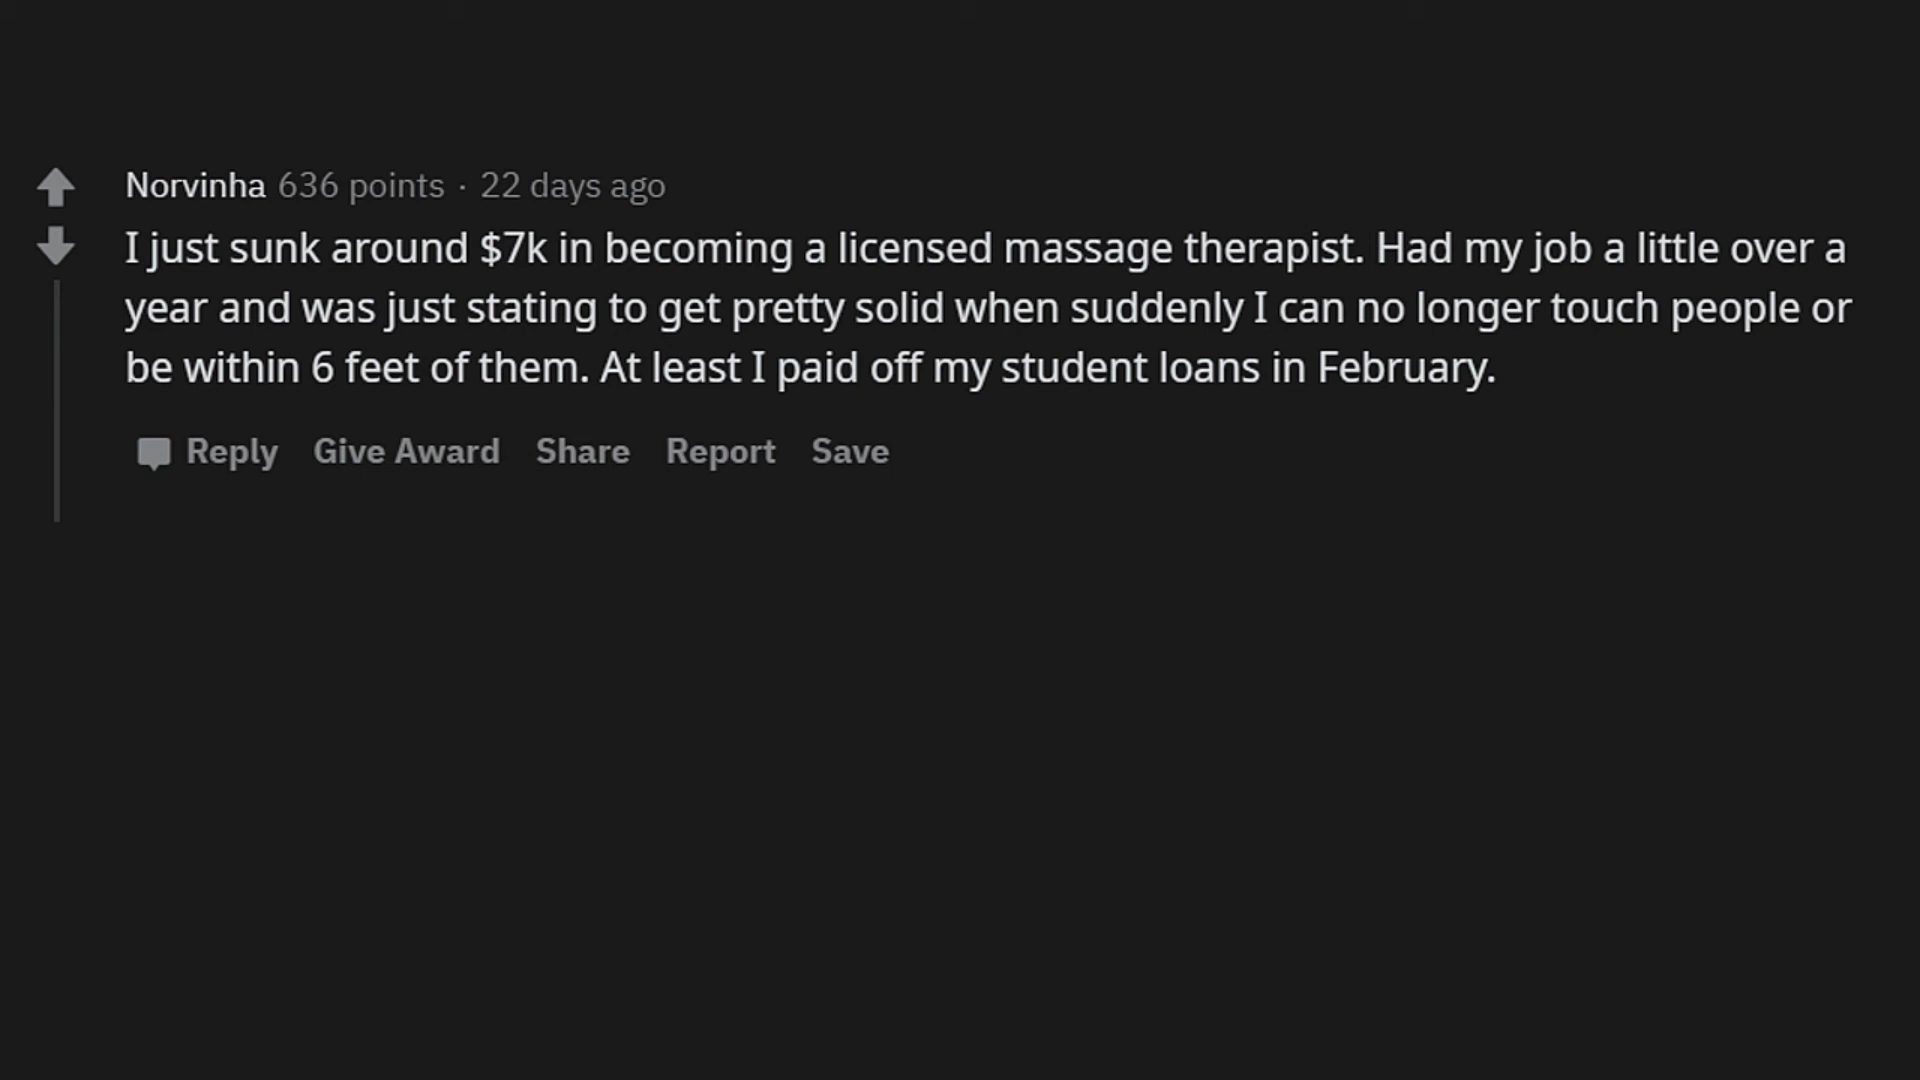 Norvinha 636 points · 22 days ago
I just sunk around $7k in becoming a licensed massage therapist. Had my job a little over a
year and was just stating to get pretty solid when suddenly I can no longer touch people or
be within 6 feet of them. At least I paid off my student loans in February.
Reply Give Award Share Report Save